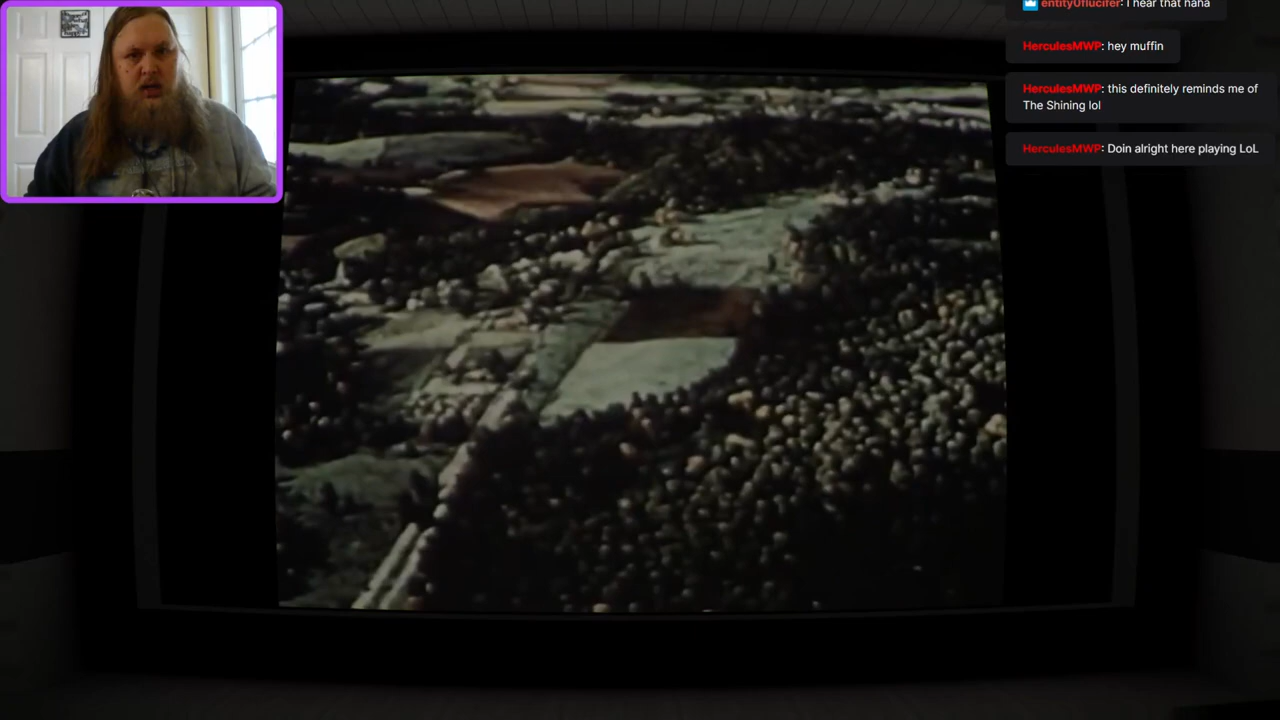 entityOflucifer: I hear that haha
HerculesMWP: hey muffin
HerculesMWP: this definitely reminds me of
The Shining lol
HerculesMWP: Doin alright here playing LoL